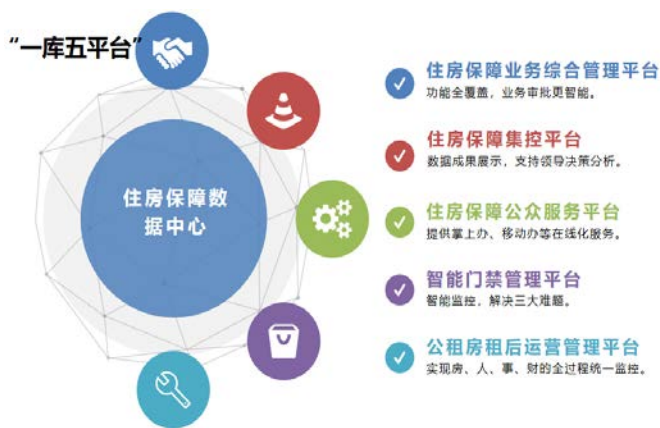 “一库五平台”
住房保障数
据中心
住房保障业务综合管理平台
功能全覆盖，业务审批更智能。
住房保障集控平台
数据成果展示，支持领导决策分析。
住房保障公众服务平台
提供掌上办、移动办等在线化服务。
智能门禁管理平台
智能监控，解决三大难题。
公租房租后运营管理平台
实现房、人、事、财的全过程统一监控。